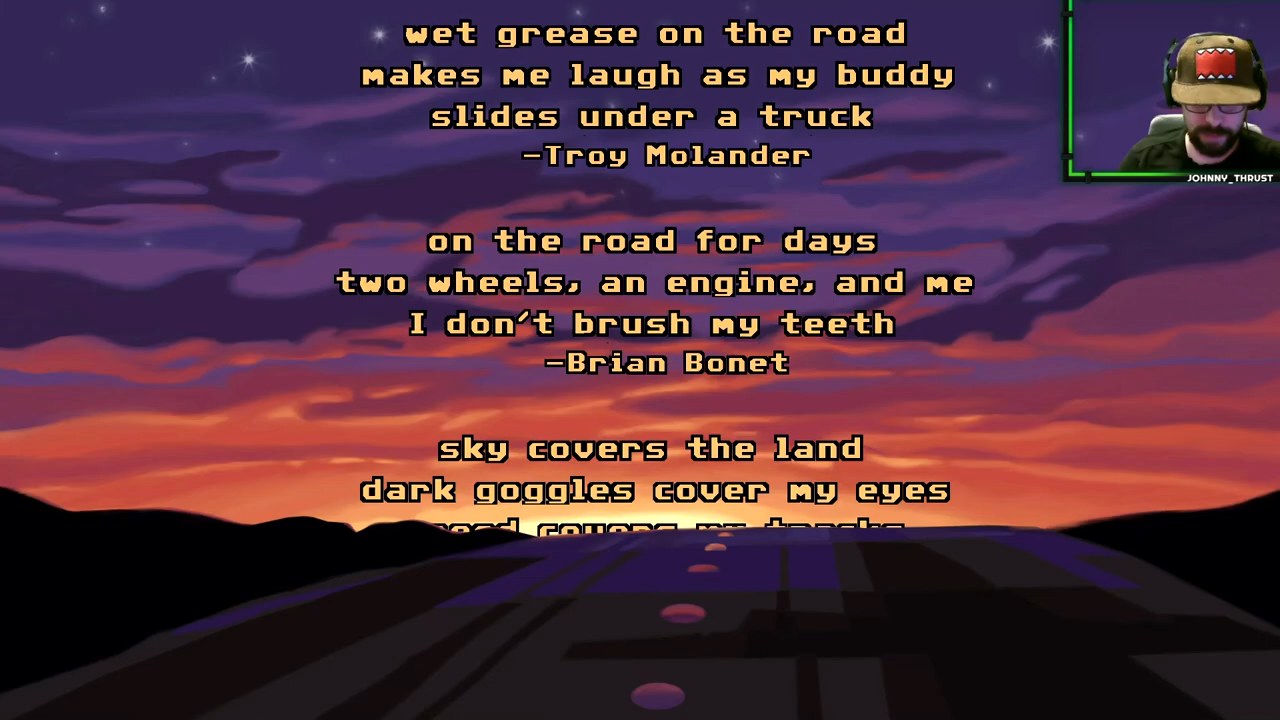 wet grease on the road
makes me laugh as my buddy
slides under a truck
-Troy Molander
JOHNNY_THRUST
on the road for days
two wheels, an engine, and me
I don't brush my teeth
-Brian Bonet
sky covers the land
dark goggles cover my eyes
covers my